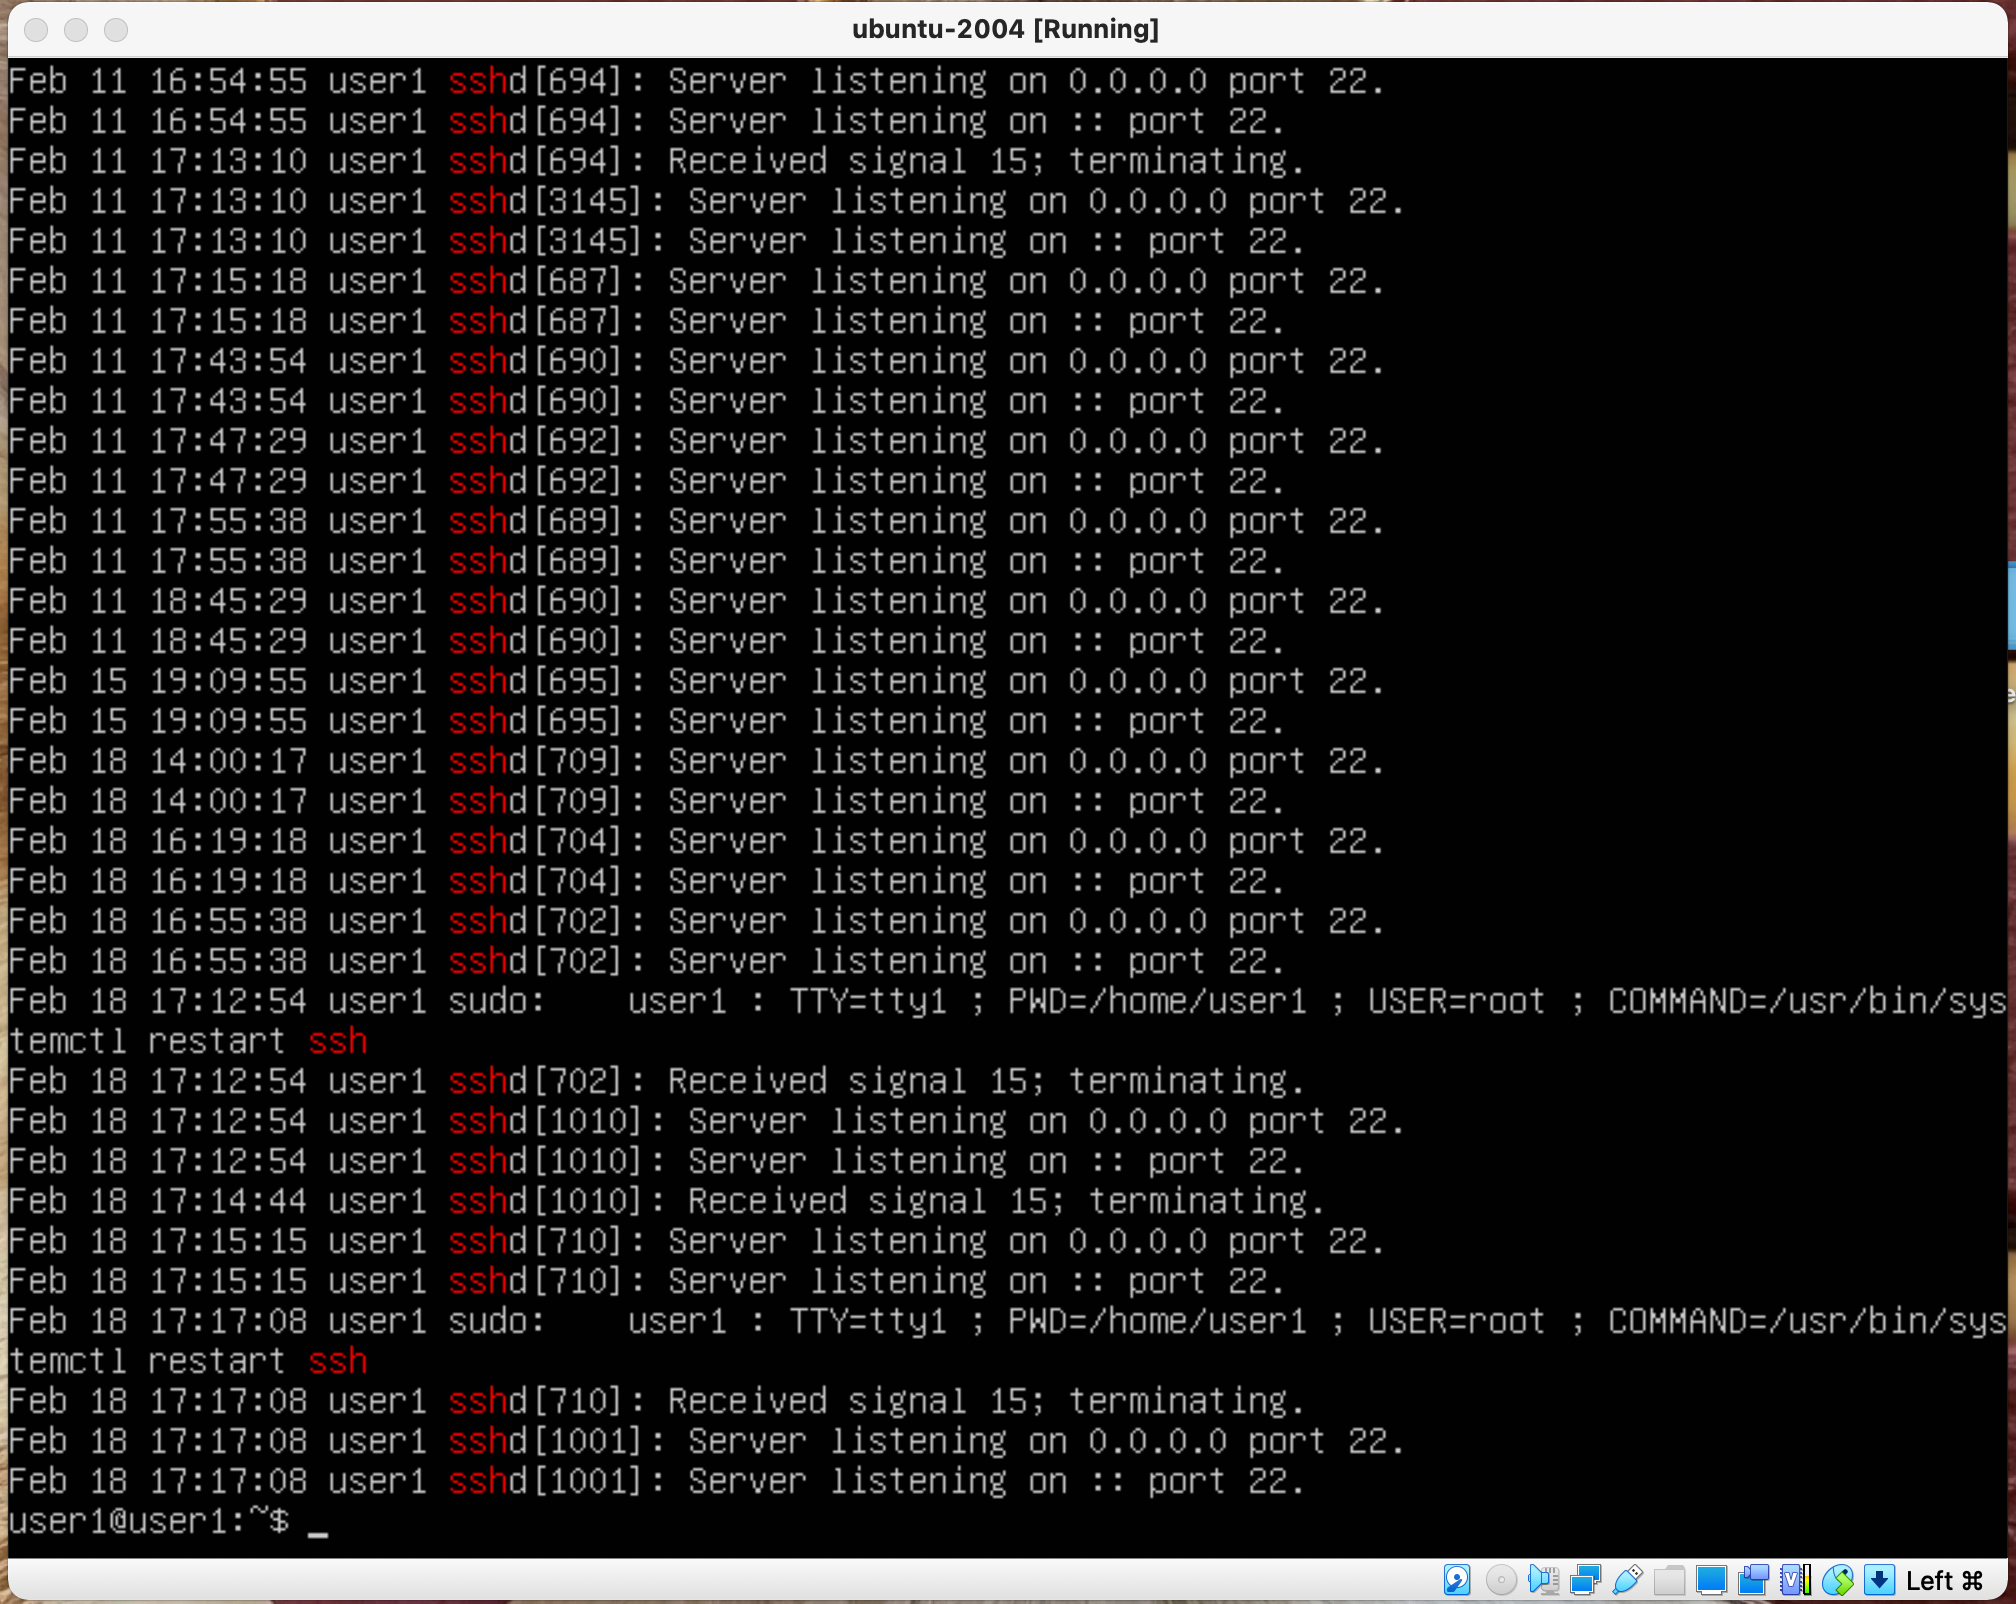 ubuntu-2004 [Running]
Feb 11 16:54:55 user1 sshd[694]: Server listening on 0.0.0.0 port 22.
Feb 11 16:54:55 user1 sshd[694]: Server listening on :: port 22.
Feb 11 17:13:10 user1 sshd[694]: Received signal 15; terminating.
Feb 11 17:13:10 user1 sshd[3145]: Server listening on 0.0.0.0 port 22.
Feb 11 17:13:10 user1 sshd[3145]: Server listening on :: port 22.
Feb 11 17:15:18 user1 sshd[687]: Server listening on 0.0.0.0 port 22.
Feb 11 17:15:18 user1 sshd[687]: Server listening on :: port 22.
Feb 11 17:43:54 user1 sshd[690]: Server listening on 0.0.0.0 port 22.
Feb 11 17:43:54 user1 sshd[690]: Server listening on :: port 22.
Feb 11 17:47:29 user1 sshd[692]: Server listening on 0.0.0.0 port 22.
Feb 11 17:47:29 user1 sshd[692]: Server listening on :: port 22.
Feb 11 17:55:38 user1 sshd[689]: Server listening on 0.0.0.0 port 22.
Feb 11 17:55:38 user1 sshd[689]: Server listening on :: port 22.
Feb 11 18:45:29 user1 sshd[690]: Server listening on 0.0.0.0 port 22.
Feb 11 18:45:29 user1 sshd[690]: Server listening on :: port 22.
Feb 15 19:09:55 user1 sshd[695]: Server listening on 0.0.0.0 port 22.
Feb 15 19:09:55 user1 sshd[695]: Server listening on :: port 22.
Feb 18 14:00:17 user1 sshd[709]: Server listening on 0.0.0.0 port 22.
Feb 18 14:00:17 user1 sshd[709]: Server listening on :: port 22.
Feb 18 16:19:18 user1 sshd[704]: Server listening on 0.0.0.0 port 22.
Feb 18 16:19:18 user1 sshd[704]: Server listening on :: port 22.
Feb 18 16:55:38 user1 sshd[702]: Server listening on 0.0.0.0 port 22.
Feb 18 16:55:38 user1 sshd[702]: Server listening on :: port 22.
Feb 18 17:12:54 user1 sudo:    user1 : TTY=tty1 ; PWD=/home/user1 ; USER=root ; COMMAND=/usr/bin/sys
temctl restart ssh
Feb 18 17:12:54 user1 sshd[702]: Received signal 15; terminating.
Feb 18 17:12:54 user1 sshd[1010]: Server listening on 0.0.0.0 port 22.
Feb 18 17:12:54 user1 sshd[1010]: Server listening on :: port 22.
Feb 18 17:14:44 user1 sshd[1010]: Received signal 15; terminating.
Feb 18 17:15:15 user1 sshd[710]: Server listening on 0.0.0.0 port 22.
Feb 18 17:15:15 user1 sshd[710]: Server listening on :: port 22.
Feb 18 17:17:08 user1 sudo:    user1 : TTY=tty1 ; PWD=/home/user1 ; USER=root ; COMMAND=/usr/bin/sys
temctl restart ssh
Feb 18 17:17:08 user1 sshd[710]: Received signal 15; terminating.
Feb 18 17:17:08 user1 sshd[1001]: Server listening on 0.0.0.0 port 22.
Feb 18 17:17:08 user1 sshd[1001]: Server listening on :: port 22.
user1@user1:~$ _
Left ⌘